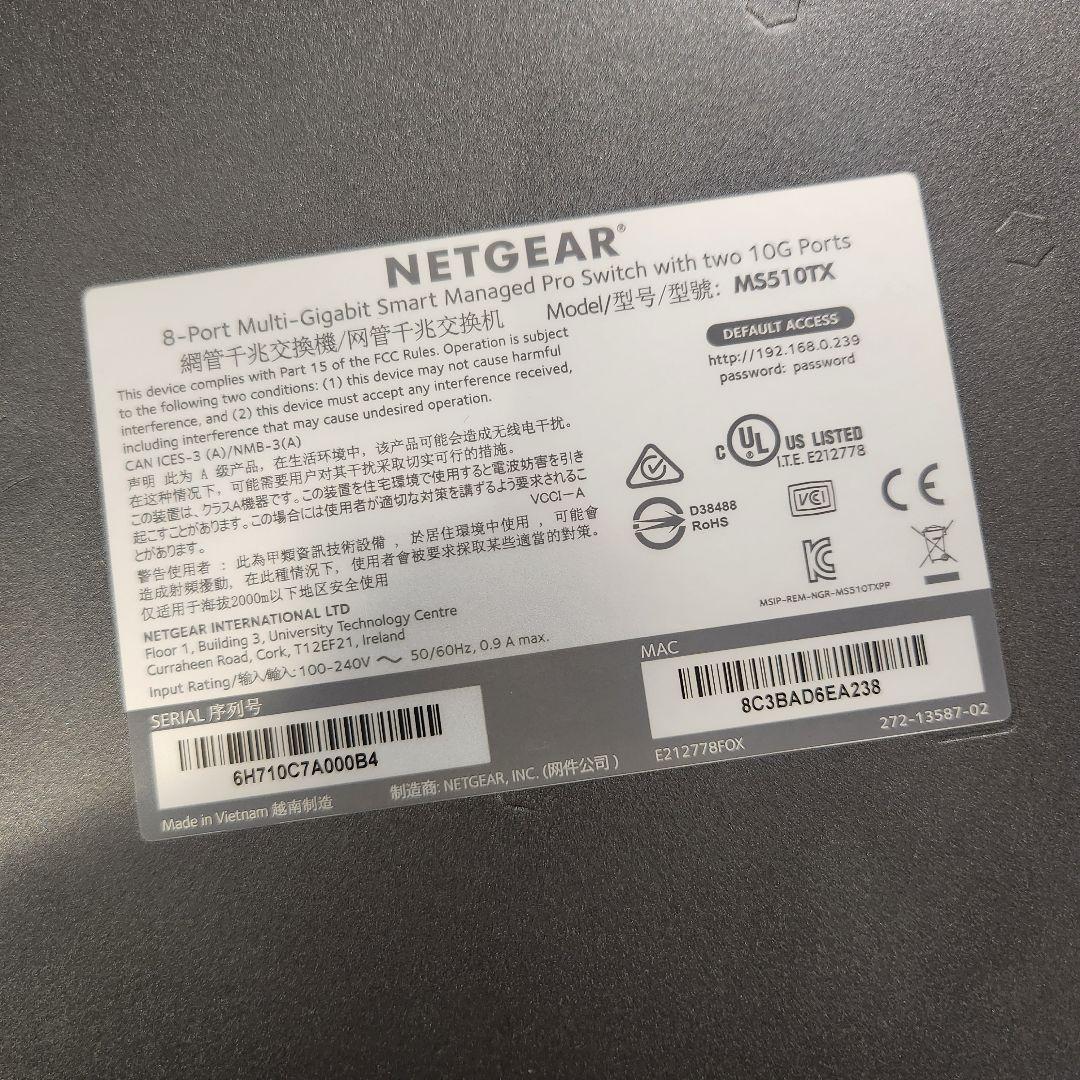 NETGEAR®
8-Port Multi-Gigabit Smart Managed Pro Switch with two 10G Ports
網管千兆交換機/网管千兆交换机
Model/型号/型號: MS510TX
This device complies with Part 15 of the FCC Rules. Operation is subject
to the following two conditions: (1) this device may not cause harmful
interference, and (2) this device must accept any interference received,
including interference that may cause undesired operation.
CAN ICES-3 (A)/NMB-3(A)
声明 此为 A 级产品，在生活环境中，该产品可能会造成无线电干扰。
在这种情况下，可能需要用户对其干扰采取切实可行的措施。
この装置は、クラスA機器です。この装置を住宅環境で使用すると電波妨害を引き
起こすことがあります。この場合には使用者が適切な対策を講ずるよう要求されるこ
とがあります。
VCCI-A
警告使用者：此為甲類資訊技術設備，於居住環境中使用，可能會
造成射頻擾動，在此種情況下，使用者會被要求採取某些適當的對策。
仅适用于海拔2000m以下地区安全使用
NETGEAR INTERNATIONAL LTD
Floor 1, Building 3, University Technology Centre
Curraheen Road, Cork, T12EF21, Ireland
Input Rating/输入/輸入: 100-240V ～ 50/60Hz, 0.9 A max.
DEFAULT ACCESS
http://192.168.0.239
password: password
C UL ® US LISTED
I.T.E. E212778
D38488
RoHS
VCI
CE
MSIP-REM-NGR-MS510TXPP
SERIAL 序列号
6H710C7A000B4
MAC
8C3BAD6EA238
Made in Vietnam 越南制造
制造商: NETGEAR, INC. (网件公司)
E212778FOX
272-13587-02